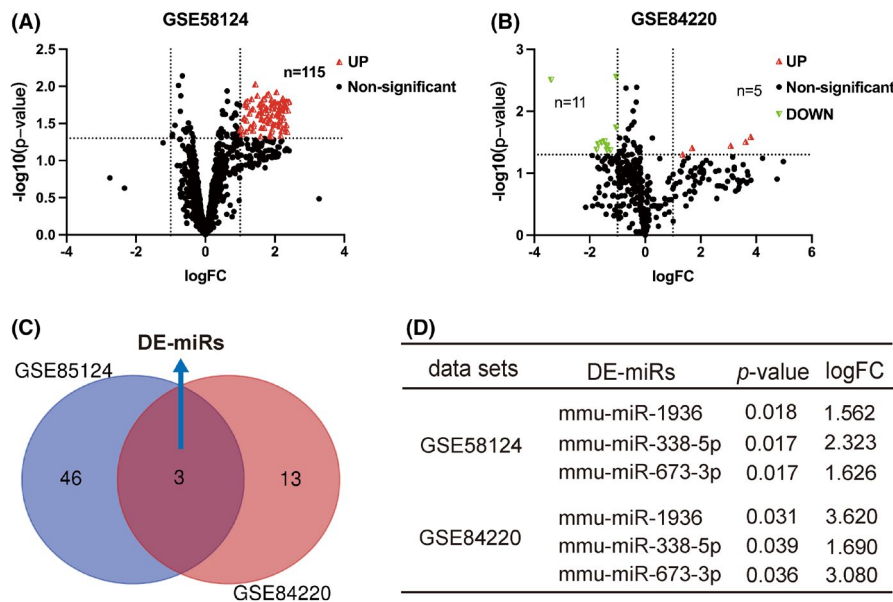 (A)
GSE58124
2.5
2.0
1.5
1.0
0.5
0.0
-log10(p-value)
-4
-2
0
2
4
logFC
n=115
UP
Non-significant
(B)
GSE84220
3
2
1
0
-log10(p-value)
-4
-2
0
2
4
6
logFC
n=11
n=5
UP
Non-significant
DOWN
(C)
DE-miRs
GSE85124
46
3
13
GSE84220
(D)
data sets DE-miRs p-value logFC
mmu-miR-1936 0.018 1.562
GSE58124 mmu-miR-338-5p 0.017 2.323
mmu-miR-673-3p 0.017 1.626
mmu-miR-1936 0.031 3.620
GSE84220 mmu-miR-338-5p 0.039 1.690
mmu-miR-673-3p 0.036 3.080